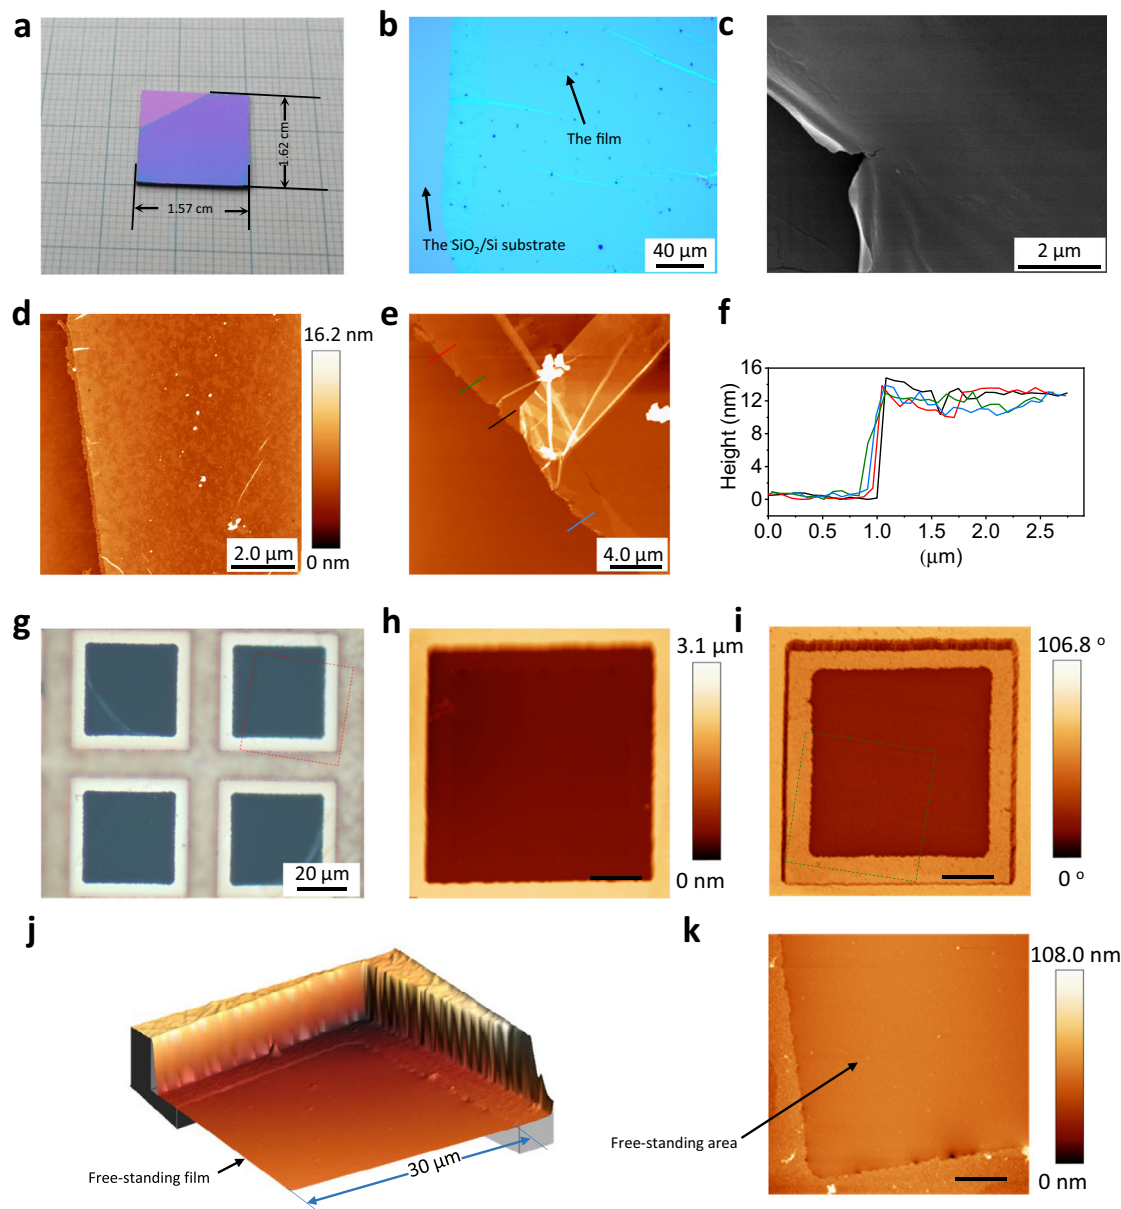 a
b
c
1.62 cm
1.57 cm
The film
The SiO₂/Si substrate
40 μm
2 μm
d
e
f
16.2 nm
0 nm
2.0 μm
4.0 μm
Height (nm)
16
12
8
4
0
0.0 0.5 1.0 1.5 2.0 2.5
(μm)
g
h
i
20 μm
3.1 μm
0 nm
106.8 °
0 °
j
k
Free-standing film
30 μm
Free-standing area
108.0 nm
0 nm